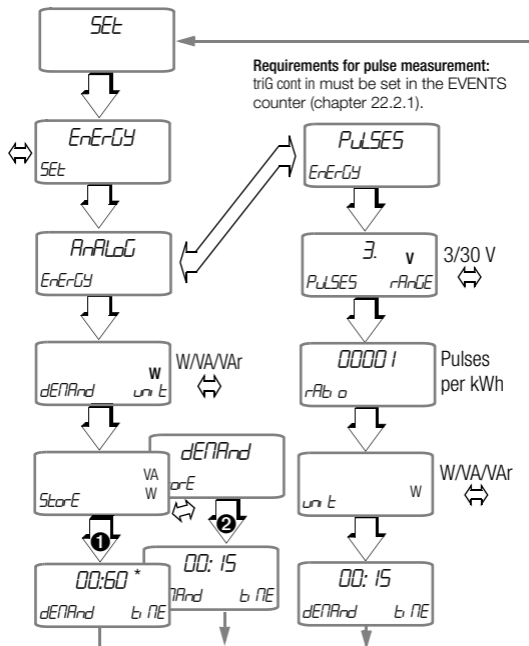 SEt
Requirements for pulse measurement:
triG cont in must be set in the EVENTS
counter (chapter 22.2.1).
EnErGY
SEt
AnALoG
EnErGY
W
dEMAnd unit
W/VA/VAr
VA
W
StorE
dEMAnd
orE
❶
❷
00:60 *
dEMAnd tiME
00:15
MAnd tiME
PuLSES
EnErGY
3. V
PuLSES rAnGE
3/30 V
00001
rAtio
Pulses
per kWh
W
unit
W/VA/VAr
00:15
dEMAnd tiME